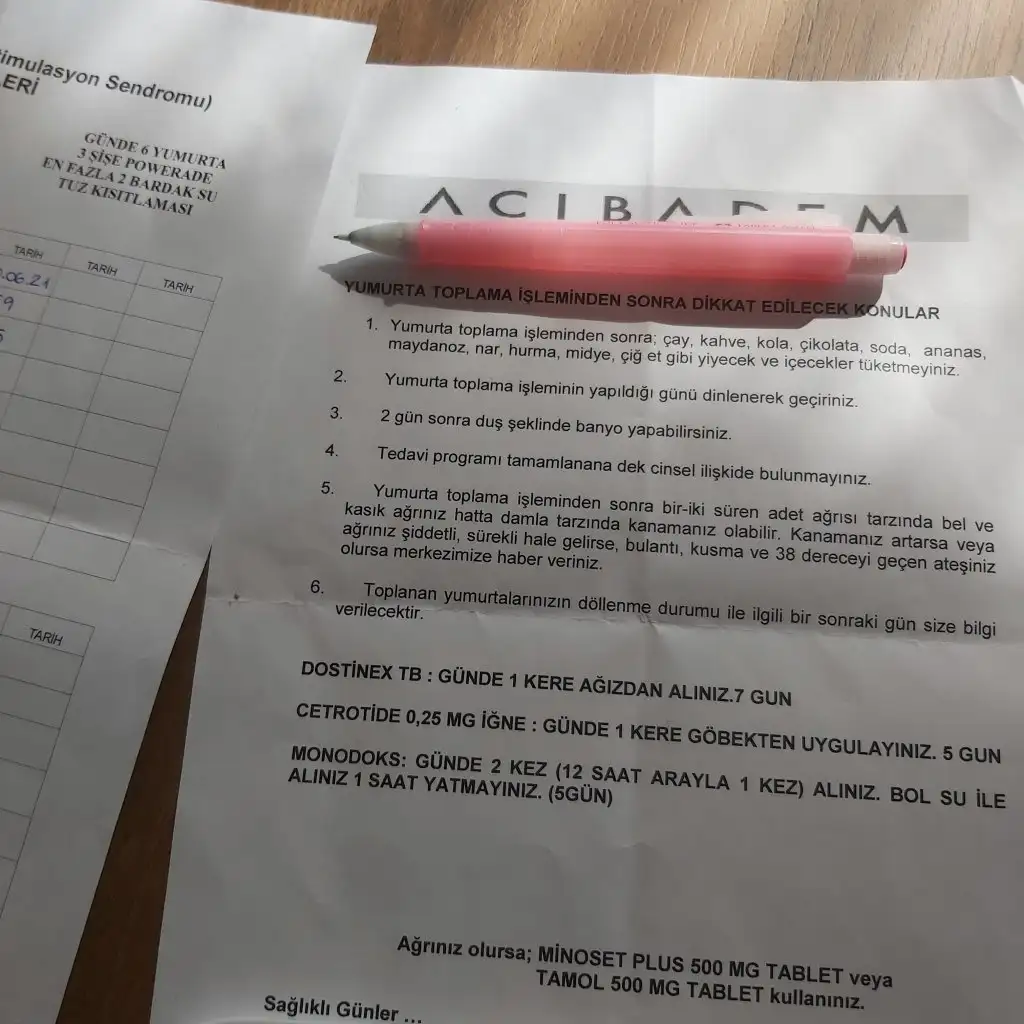 imulasyon Sendromu)
LERİ
GÜNDE 6 YUMURTA
3 ŞİŞE POWERADE
EN FAZLA 2 BARDAK SU
TUZ KISITLAMASI
TARİH
TARİH
TARİH
.06.21
TARİH
ACIBADEM
YUMURTA TOPLAMA İŞLEMİNDEN SONRA DİKKAT EDİLECEK KONULAR
1. Yumurta toplama işleminden sonra; çay, kahve, kola, çikolata, soda, ananas,
maydanoz, nar, hurma, midye, çiğ et gibi yiyecek ve içecekler tüketmeyiniz.
2. Yumurta toplama işleminin yapıldığı günü dinlenerek geçiriniz.
3. 2 gün sonra duş şeklinde banyo yapabilirsiniz.
4. Tedavi programı tamamlanana dek cinsel ilişkide bulunmayınız.
5. Yumurta toplama işleminden sonra bir-iki süren adet ağrısı tarzında bel ve
kasık ağrınız hatta damla tarzında kanamanız olabilir. Kanamanız artarsa veya
ağrınız şiddetli, sürekli hale gelirse, bulantı, kusma ve 38 dereceyi geçen ateşiniz
olursa merkezimize haber veriniz.
6. Toplanan yumurtalarınızın döllenme durumu ile ilgili bir sonraki gün size bilgi
verilecektir.
DOSTİNEX TB : GÜNDE 1 KERE AĞIZDAN ALINIZ.7 GUN
CETROTİDE 0,25 MG İĞNE : GÜNDE 1 KERE GÖBEKTEN UYGULAYINIZ. 5 GUN
MONODOKS: GÜNDE 2 KEZ (12 SAAT ARAYLA 1 KEZ) ALINIZ. BOL SU İLE
ALINIZ 1 SAAT YATMAYINIZ. (5GÜN)
Ağrınız olursa; MİNOSET PLUS 500 MG TABLET veya
TAMOL 500 MG TABLET kullanınız.
Sağlıklı Günler ...